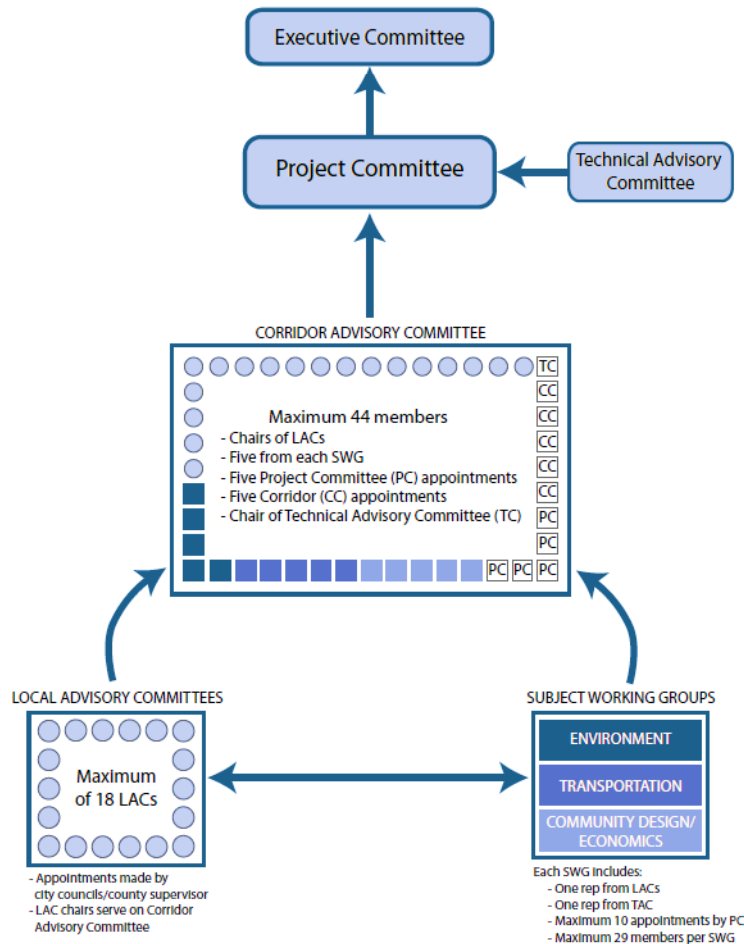 Executive Committee
Project Committee
Technical Advisory
Committee
CORRIDOR ADVISORY COMMITTEE
TC
CC
CC
Maximum 44 members
- Chairs of LACs
CC
- Five from each SWG
CC
- Five Project Committee (PC) appointments
- Five Corridor (CC) appointments
CC
- Chair of Technical Advisory Committee (TC)
PC
PC
PC
PC
PC
LOCAL ADVISORY COMMITTEES
Maximum
of 18 LACs
- Appointments made by
city councils/county supervisor
- LAC chairs serve on Corridor
Advisory Committee
SUBJECT WORKING GROUPS
ENVIRONMENT
TRANSPORTATION
COMMUNITY DESIGN/
ECONOMICS
Each SWG includes:
- One rep from LACs
- One rep from TAC
- Maximum 10 appointments by PC
- Maximum 29 members per SWG